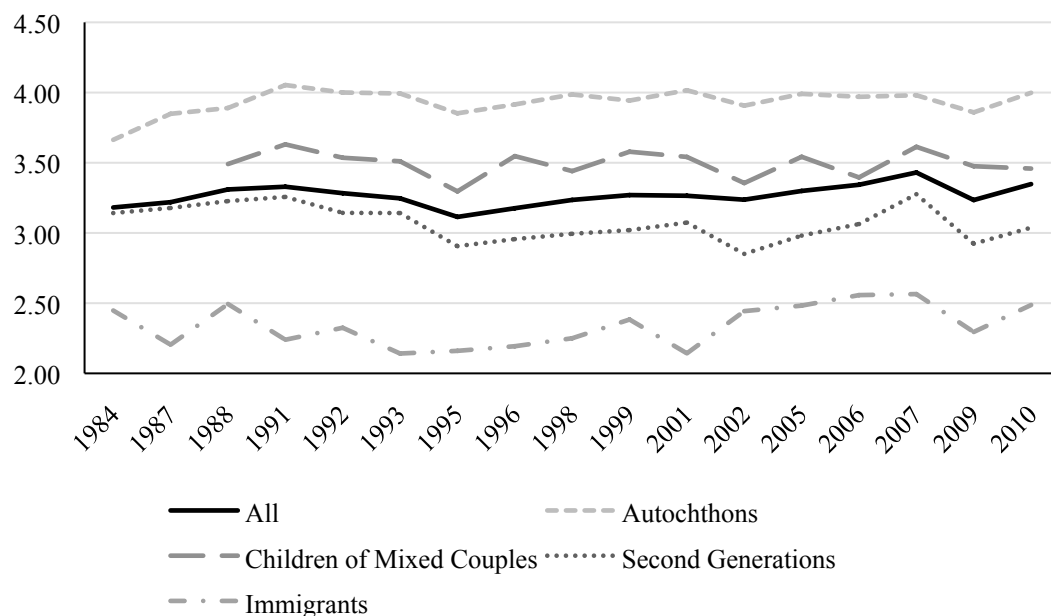 4.50
4.00
3.50
3.00
2.50
2.00
1984 1987 1988 1991 1992 1993 1995 1996 1998 1999 2001 2002 2005 2006 2007 2009 2010
All Autochthons
Children of Mixed Couples Second Generations
Immigrants